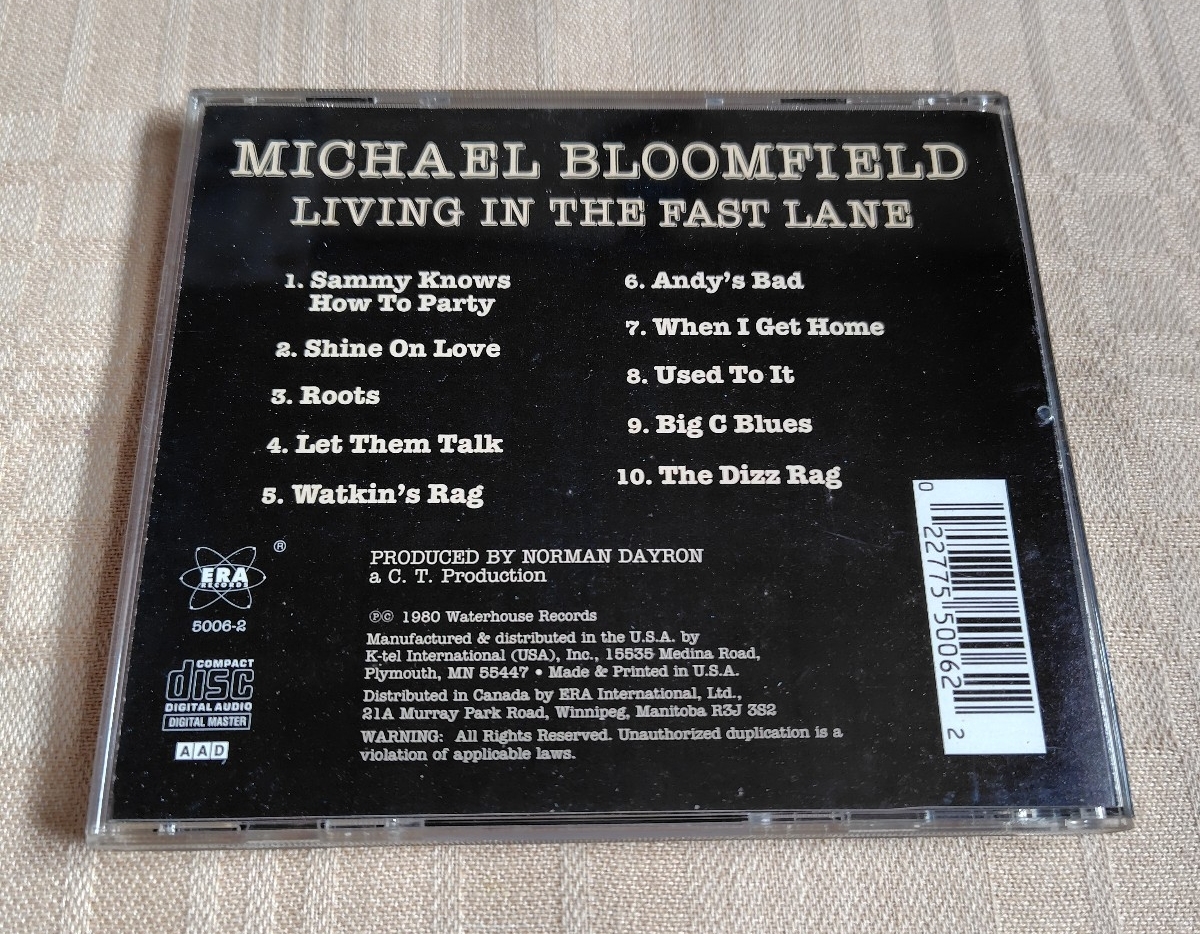 MICHAEL BLOOMFIELD
LIVING IN THE FAST LANE
1. Sammy Knows
How To Party
2. Shine On Love
3. Roots
4. Let Them Talk
5. Watkin's Rag
6. Andy's Bad
7. When I Get Home
8. Used To It
9. Big C Blues
10. The Dizz Rag
ERA
RECORDS
®
5006-2
COMPACT
disc
DIGITAL AUDIO
DIGITAL MASTER
AAD
PRODUCED BY NORMAN DAYRON
a C. T. Production
℗© 1980 Waterhouse Records
Manufactured & distributed in the U.S.A. by
K-tel International (USA), Inc., 15535 Medina Road,
Plymouth, MN 55447 • Made & Printed in U.S.A.
Distributed in Canada by ERA International, Ltd.,
21A Murray Park Road, Winnipeg, Manitoba R3J 3S2
WARNING: All Rights Reserved. Unauthorized duplication is a
violation of applicable laws.
0 22775 50062 2